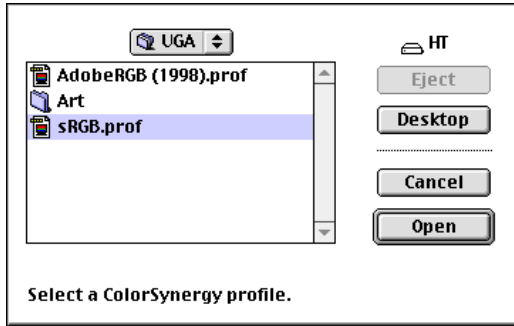 UGA
HT
AdobeRGB (1998).prof
Art
sRGB.prof
Eject
Desktop
Cancel
Open
Select a ColorSynergy profile.